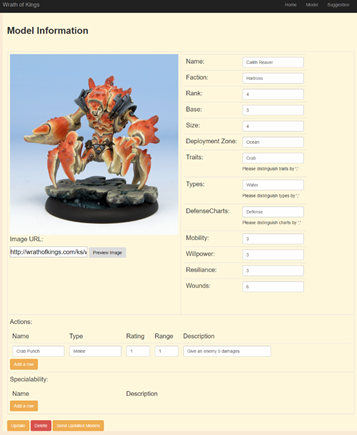 Wrath of Kings
Home Model Suggestion
Model Information
Name: Calith Reaver
Faction: Hadross
Rank: 4
Base: 3
Size: 4
Deployment Zone: Ocean
Traits: Crab
Please distinguish traits by ','
Types: Water
Please distinguish types by ','
DefenseCharts: Defense
Please distinguish charts by ','
Image URL:
http://wrathofkings.com/ks/ Preview Image
Mobility: 3
Willpower: 3
Resiliance: 3
Wounds: 6
Actions:
Name Type Rating Range Description
Crab Punch Melee 1 1 Give an enemy 5 damages
Add a row
Specialability:
Name Description
Add a row
Update Delete Send Updated Models